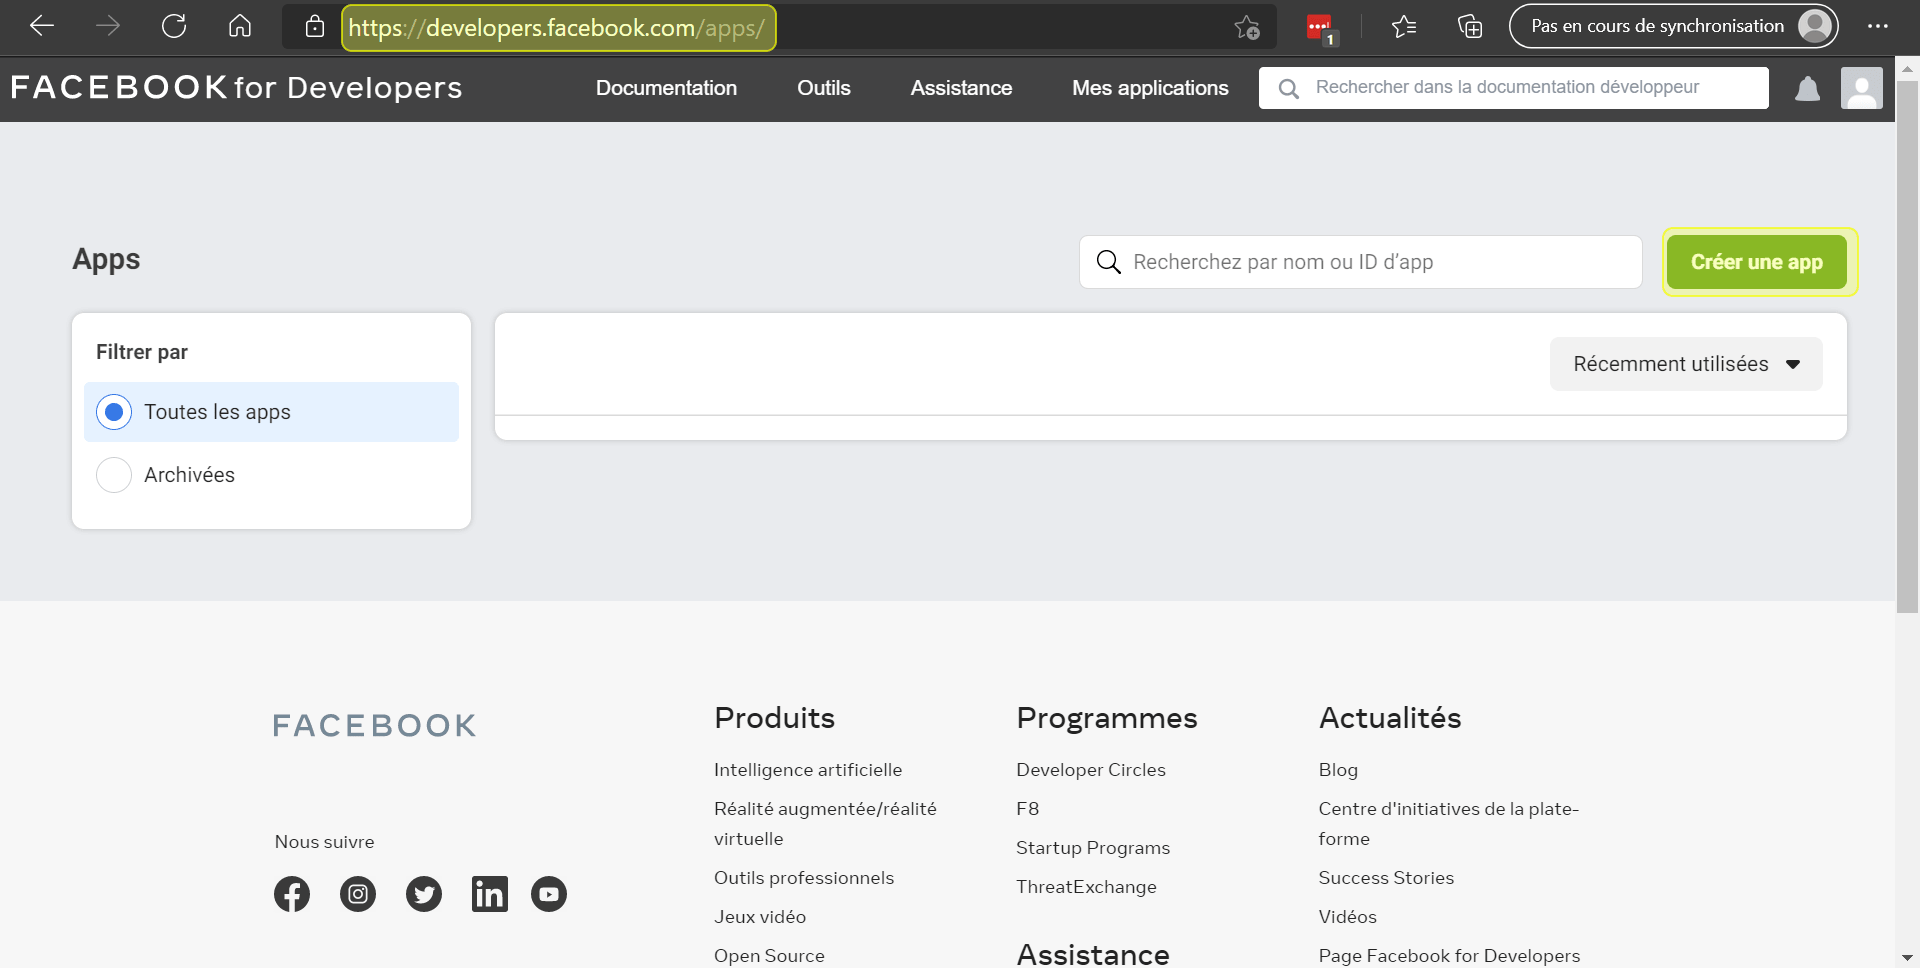 https://developers.facebook.com/apps/
1
Pas en cours de synchronisation
FACEBOOK for Developers
Documentation
Outils
Assistance
Mes applications
Rechercher dans la documentation développeur
Apps
Recherchez par nom ou ID d’app
Créer une app
Filtrer par
Toutes les apps
Archivées
Récemment utilisées
FACEBOOK
Nous suivre
Produits
Intelligence artificielle
Réalité augmentée/réalité
virtuelle
Outils professionnels
Jeux vidéo
Open Source
Programmes
Developer Circles
F8
Startup Programs
ThreatExchange
Assistance
Actualités
Blog
Centre d'initiatives de la plate-
forme
Success Stories
Vidéos
Page Facebook for Developers